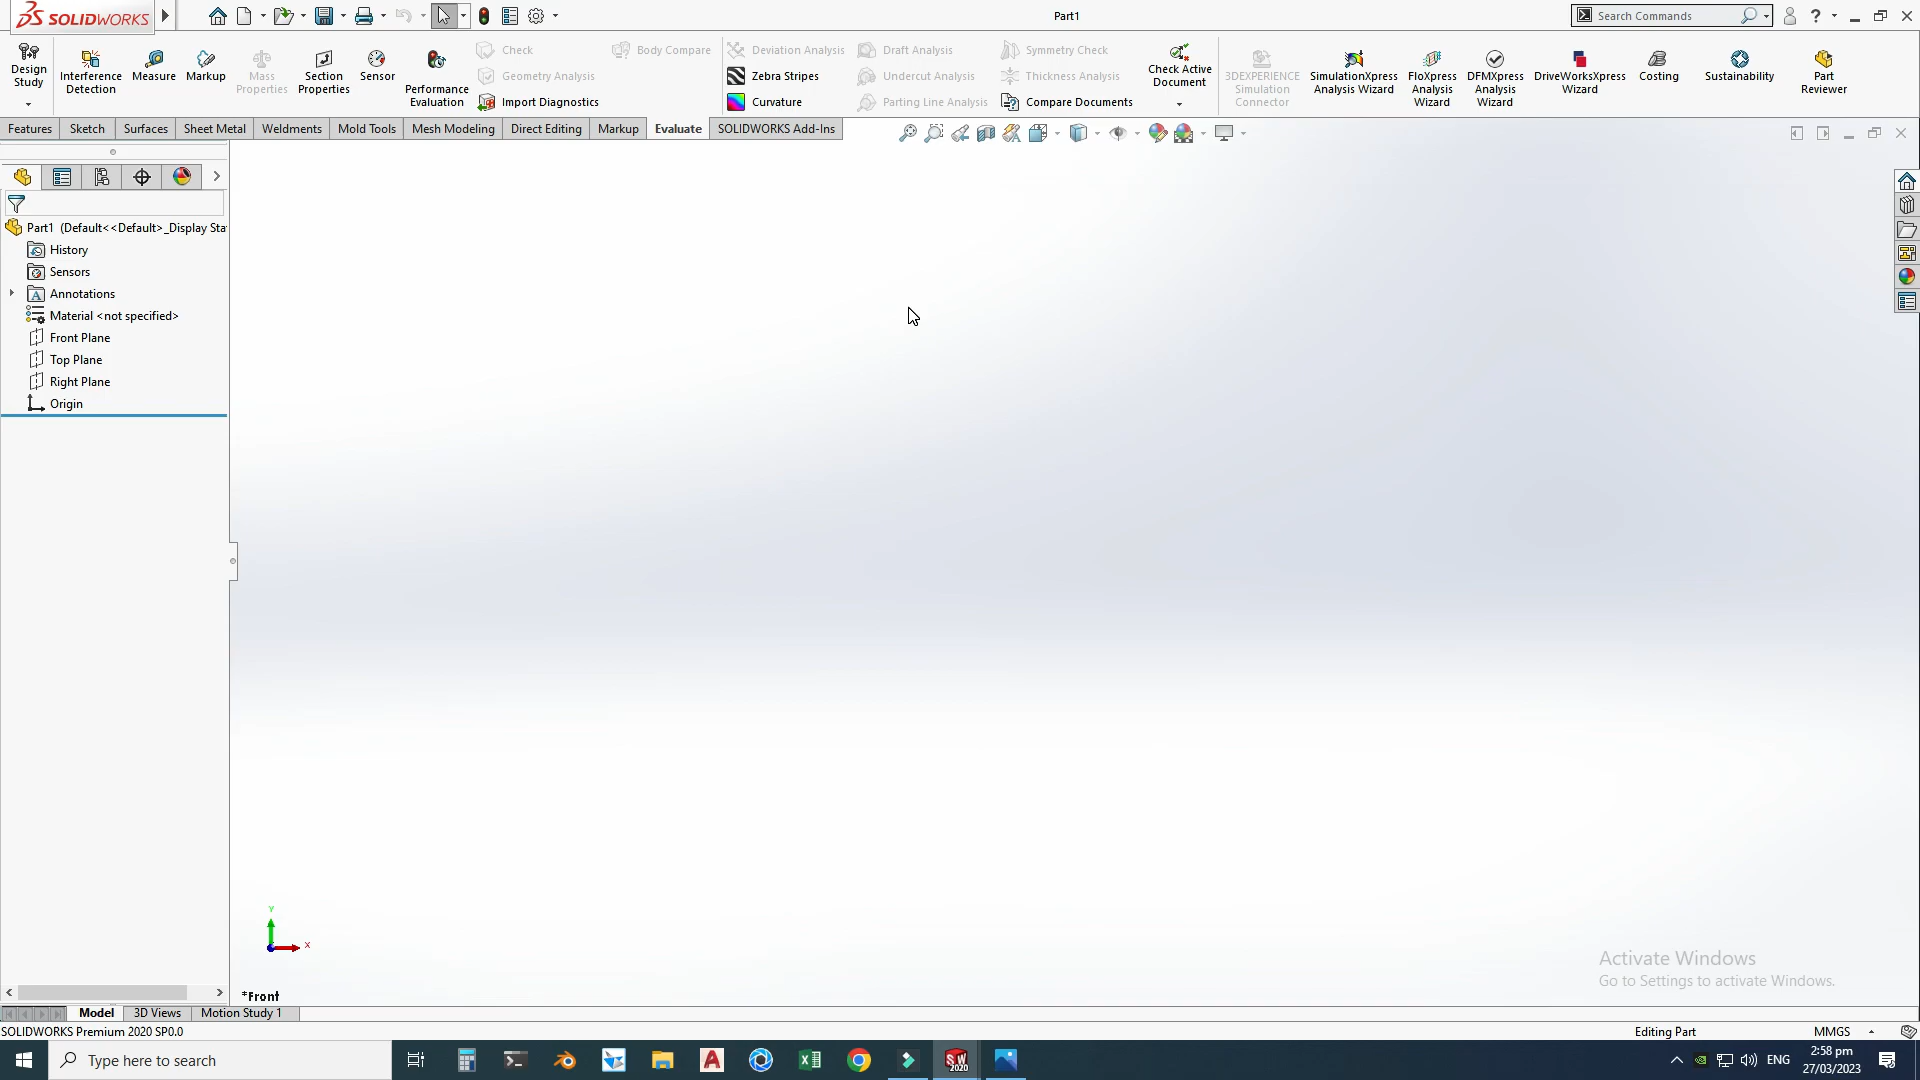 SOLIDWORKS
Part1
Search Commands
Design Study
Interference Detection
Measure
Markup
Mass Properties
Section Properties
Sensor
Performance Evaluation
Check
Geometry Analysis
Import Diagnostics
Body Compare
Deviation Analysis
Zebra Stripes
Curvature
Draft Analysis
Undercut Analysis
Parting Line Analysis
Symmetry Check
Thickness Analysis
Compare Documents
Check Active Document
3DEXPERIENCE Simulation Connector
SimulationXpress Analysis Wizard
FloXpress Analysis Wizard
DFMXpress Analysis Wizard
DriveWorksXpress Wizard
Costing
Sustainability
Part Reviewer
Features
Sketch
Surfaces
Sheet Metal
Weldments
Mold Tools
Mesh Modeling
Direct Editing
Markup
Evaluate
SOLIDWORKS Add-Ins
Part1 (Default<<Default>_Display Sta
History
Sensors
Annotations
Material <not specified>
Front Plane
Top Plane
Right Plane
Origin
Y
X
*Front
Activate Windows
Go to Settings to activate Windows.
Model
3D Views
Motion Study 1
SOLIDWORKS Premium 2020 SP0.0
Editing Part
MMGS
Type here to search
SW
2020
ENG
2:58 pm
27/03/2023